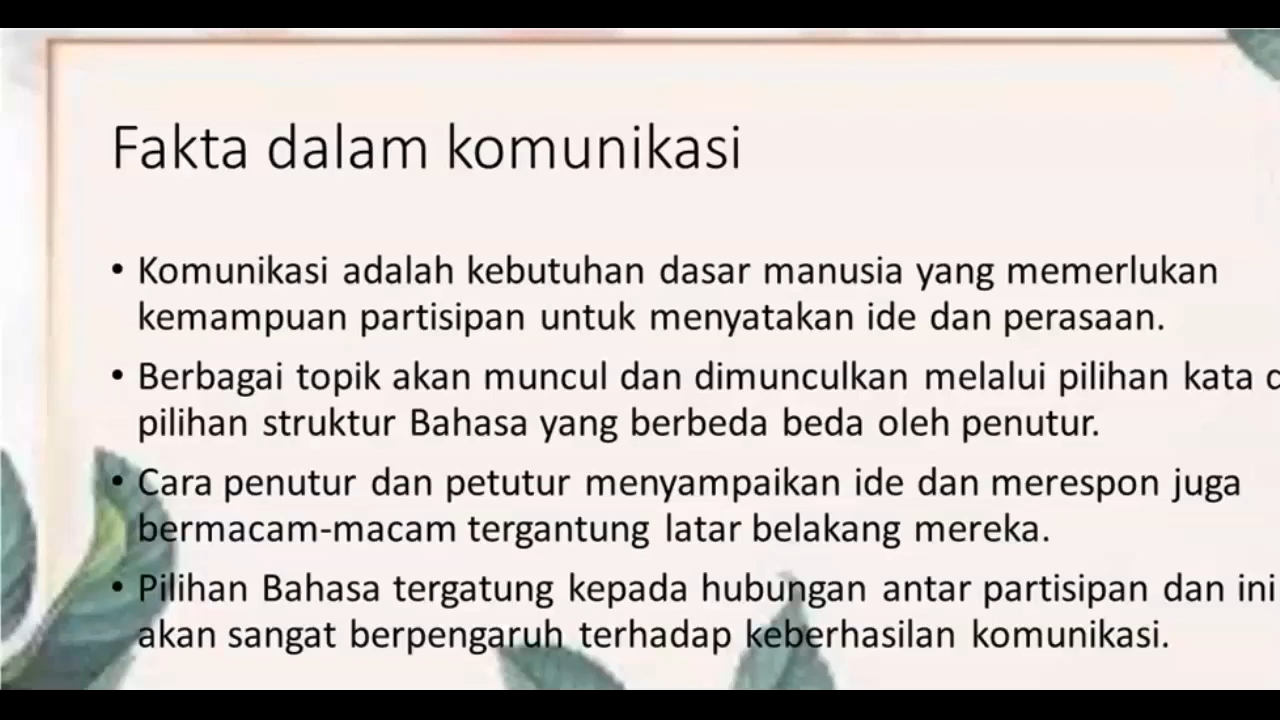 Fakta dalam komunikasi
• Komunikasi adalah kebutuhan dasar manusia yang memerlukan
kemampuan partisipan untuk menyatakan ide dan perasaan.
• Berbagai topik akan muncul dan dimunculkan melalui pilihan kata
pilihan struktur Bahasa yang berbeda beda oleh penutur.
• Cara penutur dan petutur menyampaikan ide dan merespon juga
bermacam-macam tergantung latar belakang mereka.
• Pilihan Bahasa tergatung kepada hubungan antar partisipan dan ini
akan sangat berpengaruh terhadap keberhasilan komunikasi.